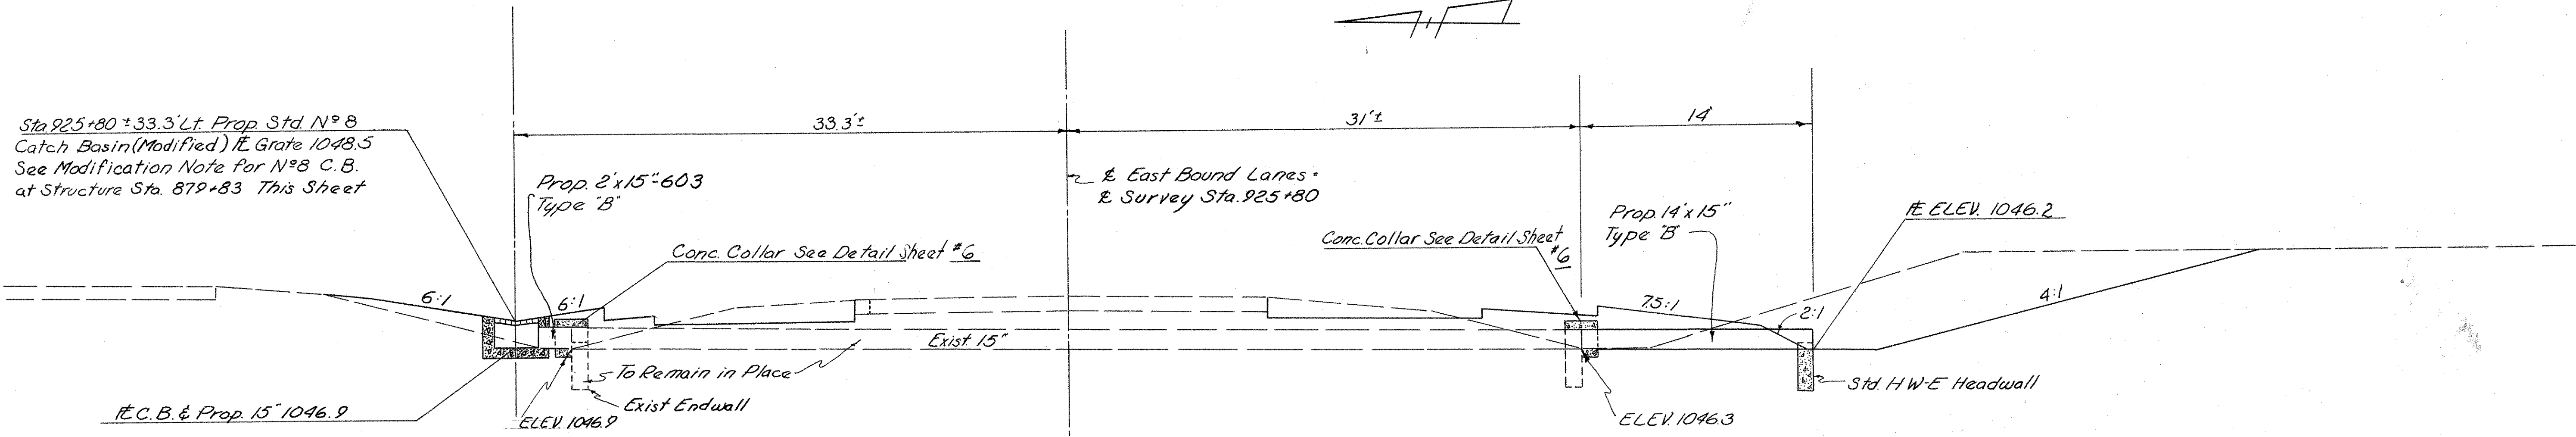 Sta 925+80 ± 33.3' Lt. Prop. Std. Nº 8
Catch Basin (Modified) ℄ Grate 1048.5
See Modification Note for Nº8 C.B.
at Structure Sta. 879+83 This Sheet
33.3'±
31'±
14'
Prop. 2'x15"-603
Type "B"
℄ East Bound Lanes =
℄ Survey Sta. 925+80
Prop. 14'x15"
Type "B"
℄ ELEV. 1046.2
Conc. Collar See Detail Sheet #6
Conc. Collar See Detail Sheet
#6
6:1
6:1
7.5:1
2:1
4:1
Exist. 15"
To Remain in Place
Exist Endwall
Std. HW-E Headwall
℄ C.B. & Prop. 15" 1046.9
ELEV. 1046.9
ELEV. 1046.3